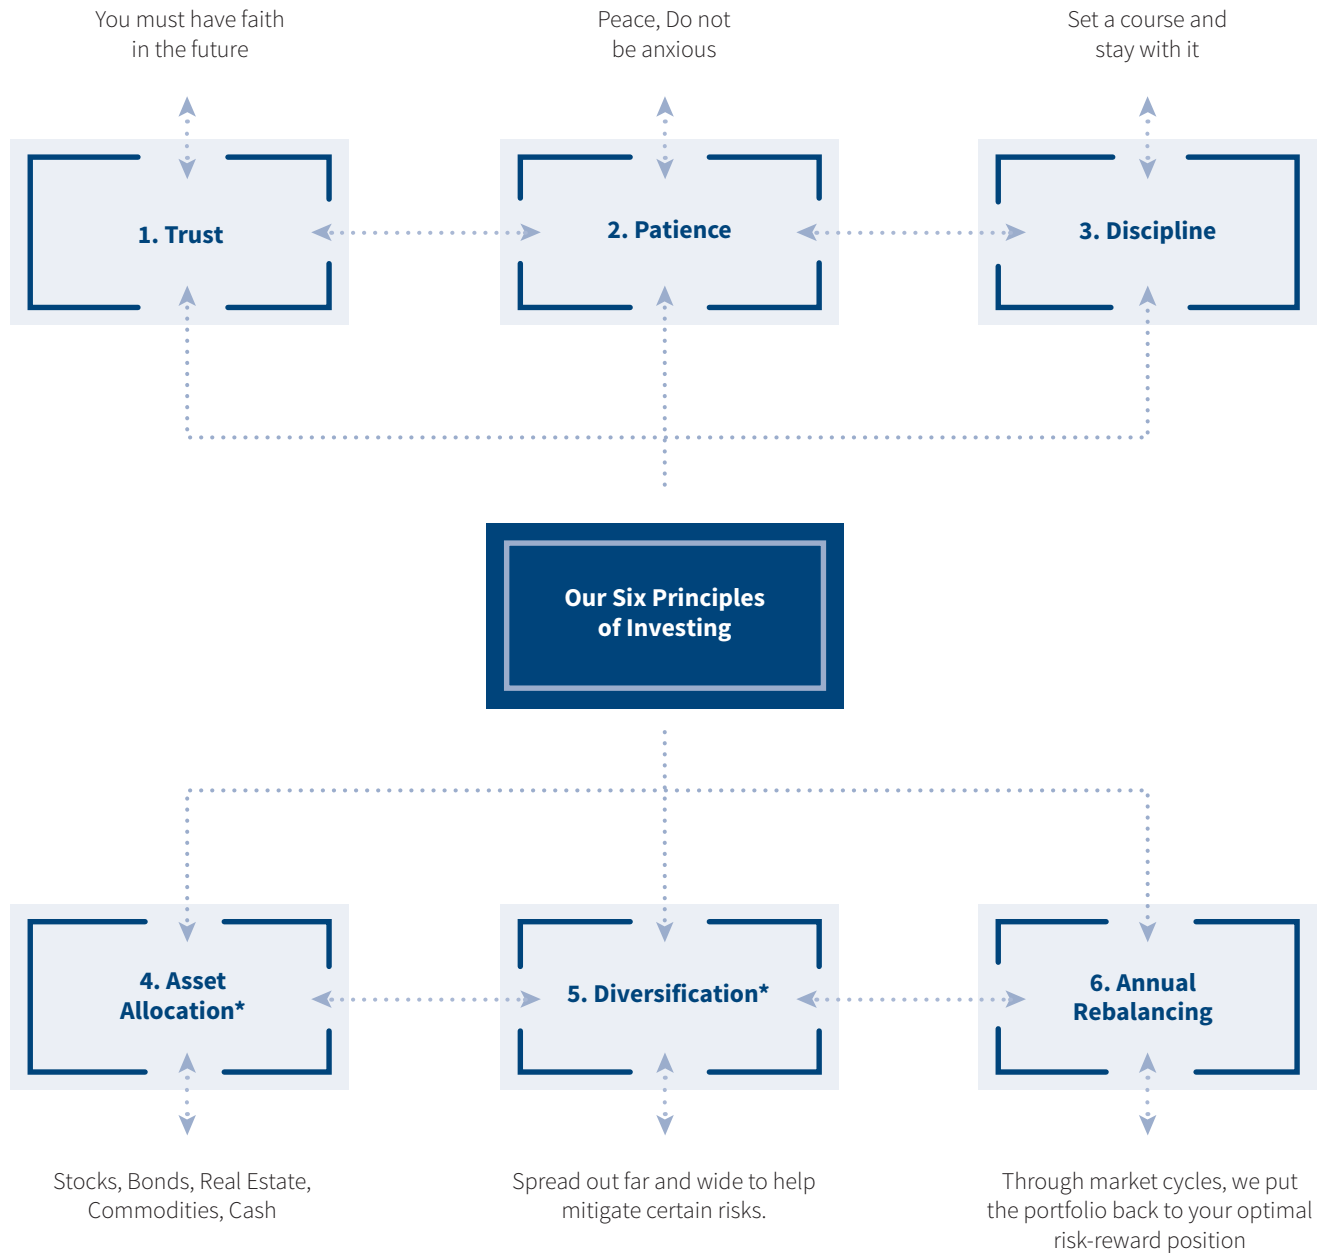 You must have faith
in the future
Peace, Do not
be anxious
Set a course and
stay with it
1. Trust
2. Patience
3. Discipline
Our Six Principles
of Investing
4. Asset
Allocation*
5. Diversification*
6. Annual
Rebalancing
Stocks, Bonds, Real Estate,
Commodities, Cash
Spread out far and wide to help
mitigate certain risks.
Through market cycles, we put
the portfolio back to your optimal
risk-reward position